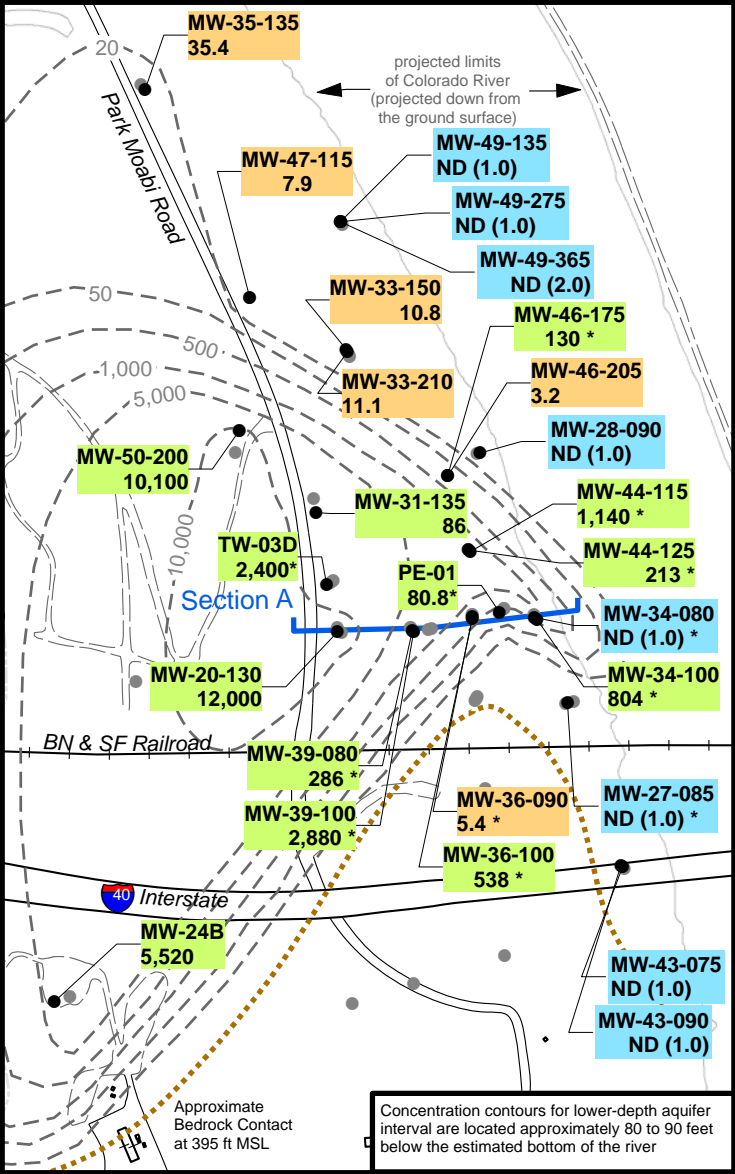 MW-35-135
35.4
20
projected limits
of Colorado River
(projected down from
the ground surface)
Park Moabi Road
MW-49-135
ND (1.0)
MW-47-115
7.9
MW-49-275
ND (1.0)
MW-49-365
ND (2.0)
MW-33-150
10.8
50
MW-46-175
130 *
500
1,000
MW-46-205
3.2
5,000
MW-33-210
11.1
MW-28-090
ND (1.0)
MW-50-200
10,100
MW-31-135
86
MW-44-115
1,140 *
10,000
TW-03D
2,400*
MW-44-125
213 *
PE-01
80.8*
Section A
MW-34-080
ND (1.0) *
MW-20-130
12,000
MW-34-100
804 *
BN & SF Railroad
MW-39-080
286 *
MW-39-100
2,880 *
MW-36-090
5.4 *
MW-27-085
ND (1.0) *
MW-36-100
538 *
40
Interstate
MW-24B
5,520
MW-43-075
ND (1.0)
MW-43-090
ND (1.0)
Approximate
Bedrock Contact
at 395 ft MSL
Concentration contours for lower-depth aquifer
interval are located approximately 80 to 90 feet
below the estimated bottom of the river